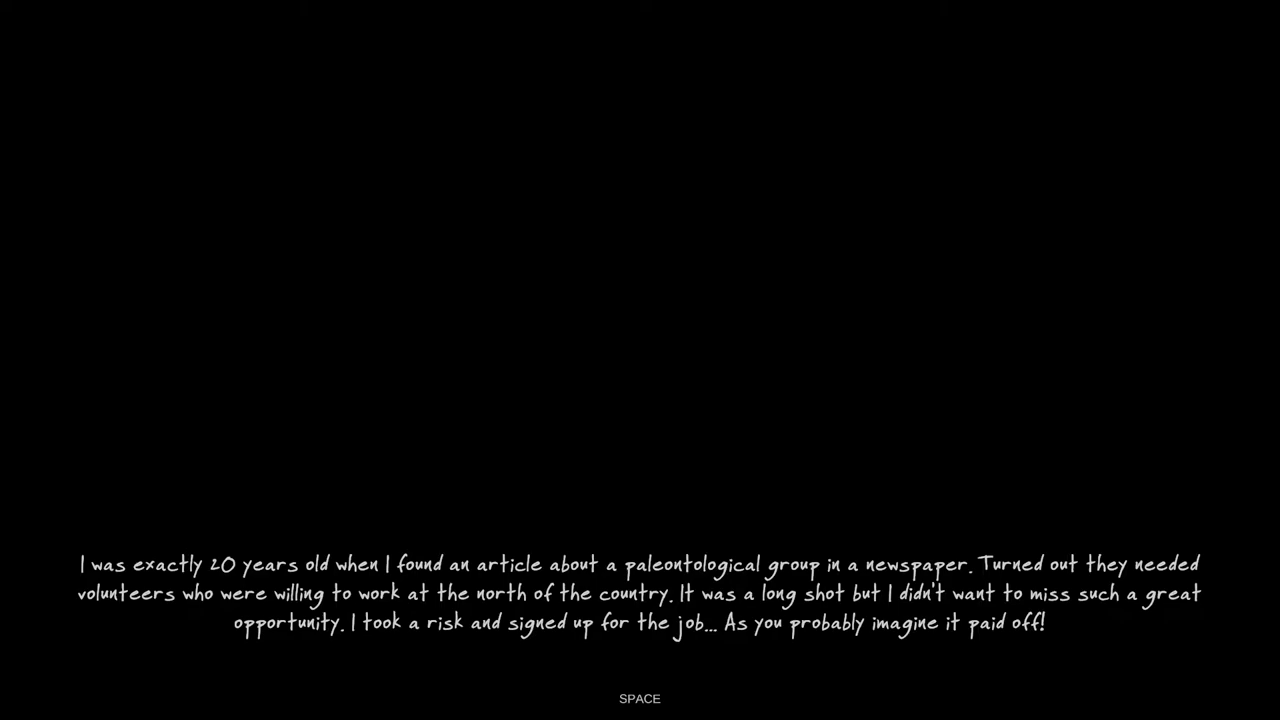 I was exactly 20 years old when I found an article about a paleontological group in a newspaper. Turned out they needed
volunteers who were willing to work at the north of the country. It was a long shot but I didn't want to miss such a great
opportunity. I took a risk and signed up for the job... As you probably imagine it paid off!
SPACE